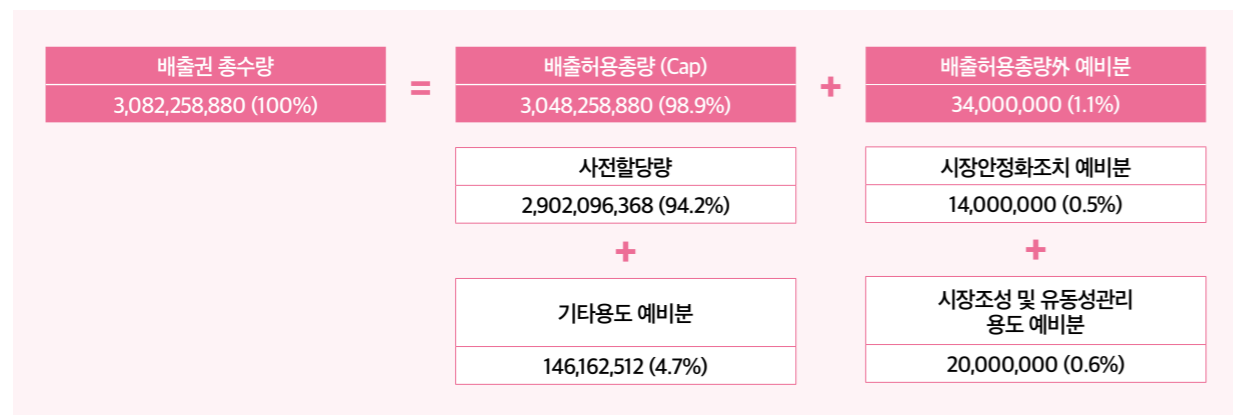 배출권 총수량
3,082,258,880 (100%)
=
배출허용총량 (Cap)
3,048,258,880 (98.9%)
+
배출허용총량外 예비분
34,000,000 (1.1%)
사전할당량
2,902,096,368 (94.2%)
+
기타용도 예비분
146,162,512 (4.7%)
시장안정화조치 예비분
14,000,000 (0.5%)
+
시장조성 및 유동성관리
용도 예비분
20,000,000 (0.6%)